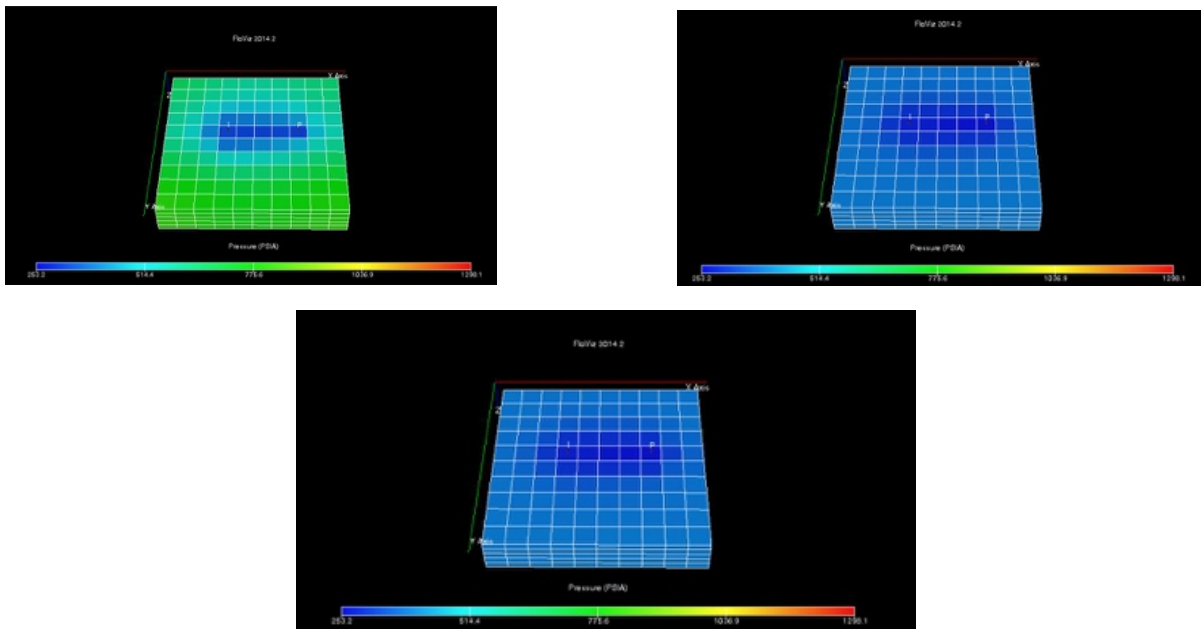 FloViz 2014.2
X Axis
Z
I P
Y Axis
Pressure (PSIA)
253.2 514.4 775.6 1036.9 1298.1
FloViz 2014.2
X Axis
Z
I P
Y Axis
Pressure (PSIA)
253.2 514.4 775.6 1036.9 1298.1
FloViz 2014.2
X Axis
Z
I P
Y Axis
Pressure (PSIA)
253.2 514.4 775.6 1036.9 1298.1